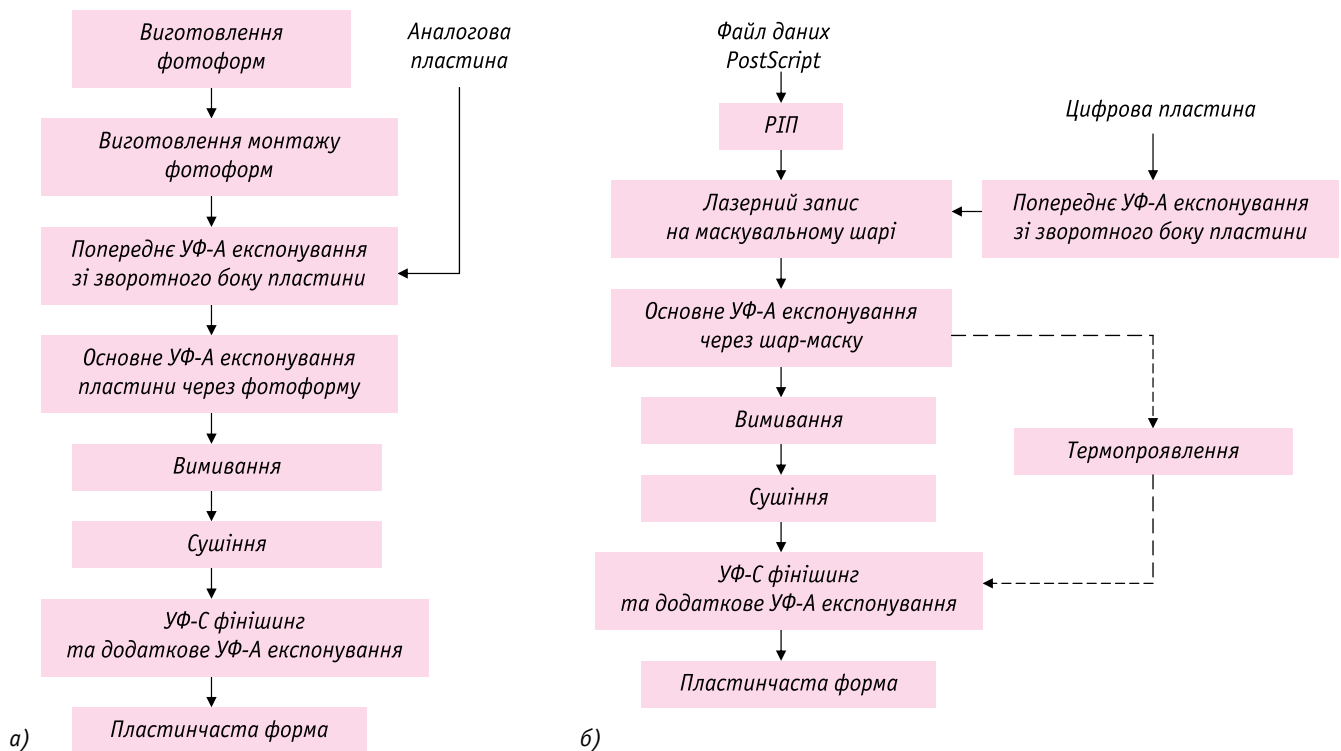 Виготовлення
фотоформ
Аналогова
пластина
Виготовлення монтажу
фотоформ
Попереднє УФ-А експонування
зі зворотного боку пластини
Основне УФ-А експонування
пластини через фотоформу
Вимивання
Сушіння
УФ-С фінішинг
та додаткове УФ-А експонування
Пластинчаста форма
а)
Файл даних
PostScript
РІП
Цифрова пластина
Лазерний запис
на маскувальному шарі
Попереднє УФ-А експонування
зі зворотного боку пластини
Основне УФ-А експонування
через шар-маску
Вимивання
Термопроявлення
Сушіння
УФ-С фінішинг
та додаткове УФ-А експонування
Пластинчаста форма
б)